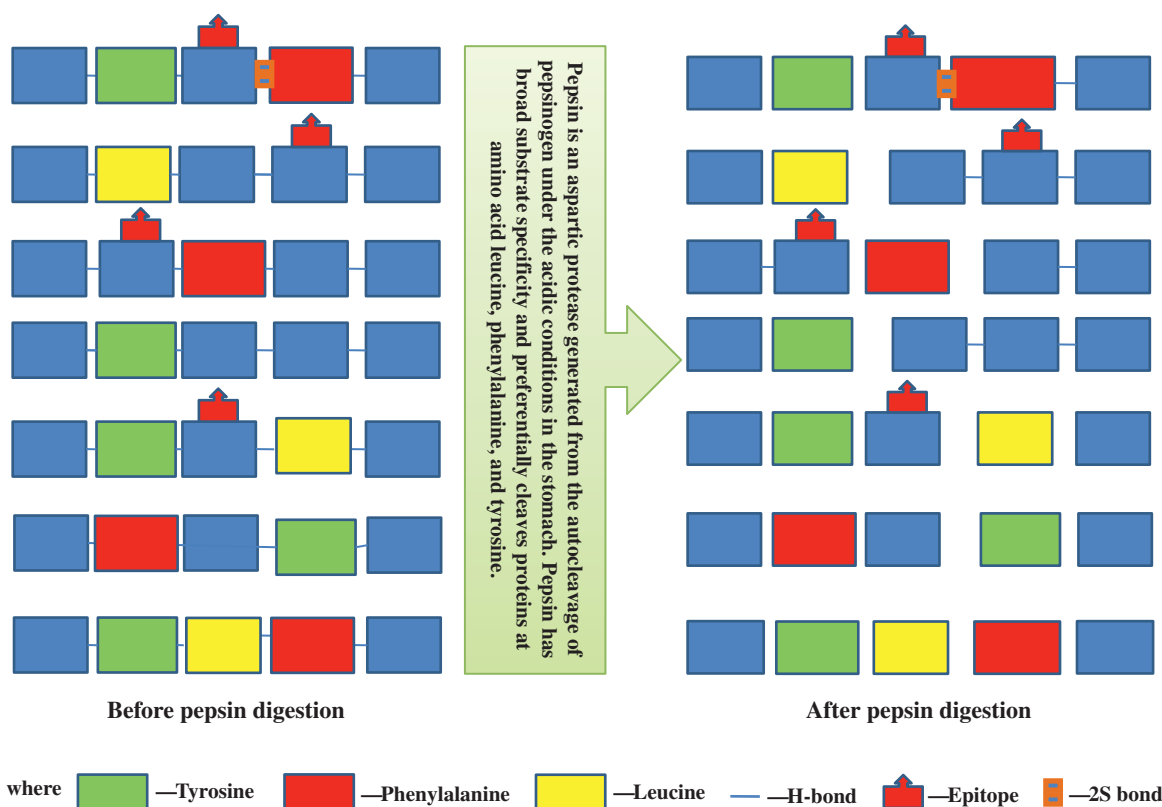 Pepsin is an aspartic protease generated from the autocleavage of
pepsinogen under the acidic conditions in the stomach. Pepsin has
broad substrate specificity and preferentially cleaves proteins at
amino acid leucine, phenylalanine, and tyrosine.
Before pepsin digestion
After pepsin digestion
where —Tyrosine —Phenylalanine —Leucine —H-bond —Epitope —2S bond